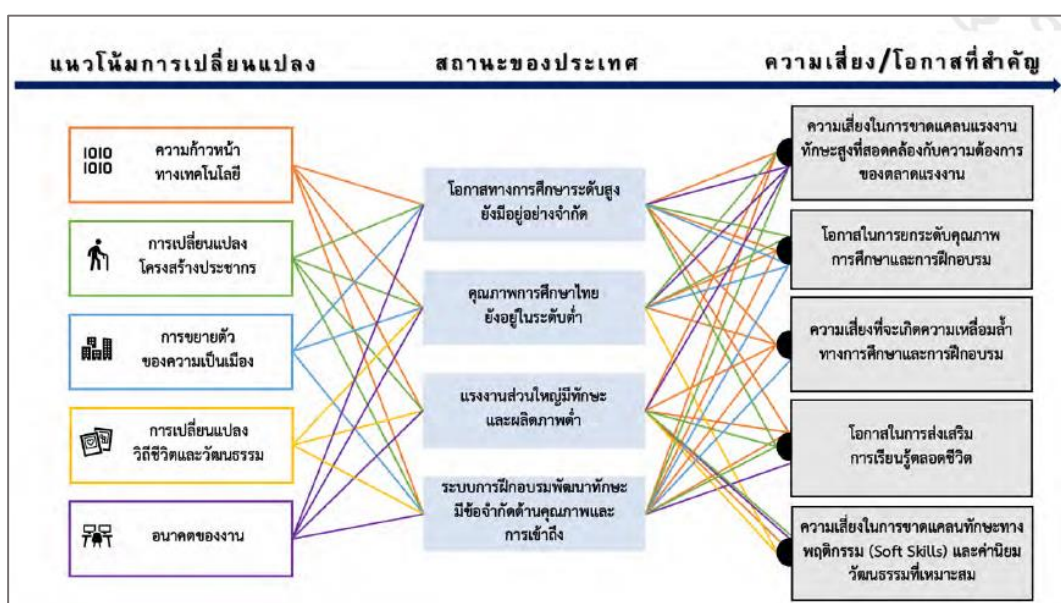 แนวโน้มการเปลี่ยนแปลง
สถานะของประเทศ
ความเสี่ยง/โอกาสที่สำคัญ
1010
1010
ความก้าวหน้า
ทางเทคโนโลยี
การเปลี่ยนแปลง
โครงสร้างประชากร
การขยายตัว
ของความเป็นเมือง
การเปลี่ยนแปลง
วิถีชีวิตและวัฒนธรรม
อนาคตของงาน
โอกาสทางการศึกษาระดับสูง
ยังมีอยู่อย่างจำกัด
คุณภาพการศึกษาไทย
ยังอยู่ในระดับต่ำ
แรงงานส่วนใหญ่มีทักษะ
และผลิตภาพต่ำ
ระบบการฝึกอบรมพัฒนาทักษะ
มีข้อจำกัดด้านคุณภาพและ
การเข้าถึง
ความเสี่ยงในการขาดแคลนแรงงาน
ทักษะสูงที่สอดคล้องกับความต้องการ
ของตลาดแรงงาน
โอกาสในการยกระดับคุณภาพ
การศึกษาและการฝึกอบรม
ความเสี่ยงที่จะเกิดความเหลื่อมล้ำ
ทางการศึกษาและการฝึกอบรม
โอกาสในการส่งเสริม
การเรียนรู้ตลอดชีวิต
ความเสี่ยงในการขาดแคลนทักษะทาง
พฤติกรรม (Soft Skills) และค่านิยม
วัฒนธรรมที่เหมาะสม